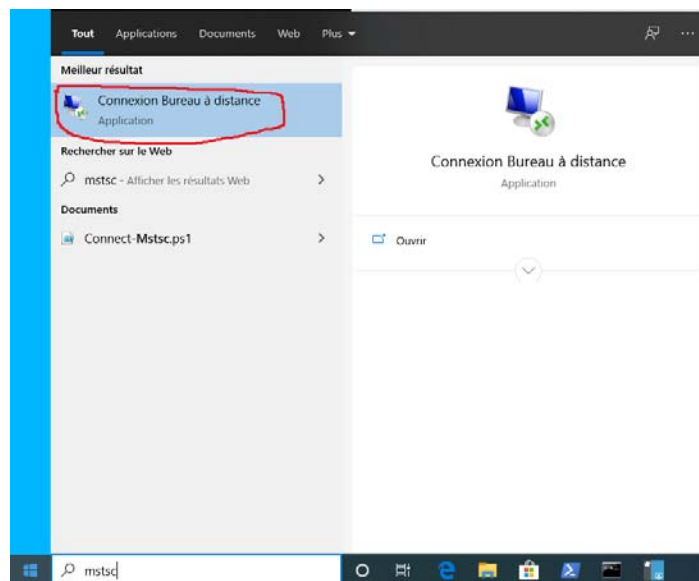 Tout Applications Documents Web Plus
Meilleur résultat
Connexion Bureau à distance
Application
Rechercher sur le Web
mstsc - Afficher les résultats Web
Documents
Connect-Mstsc.ps1
Connexion Bureau à distance
Application
Ouvrir
mstsc